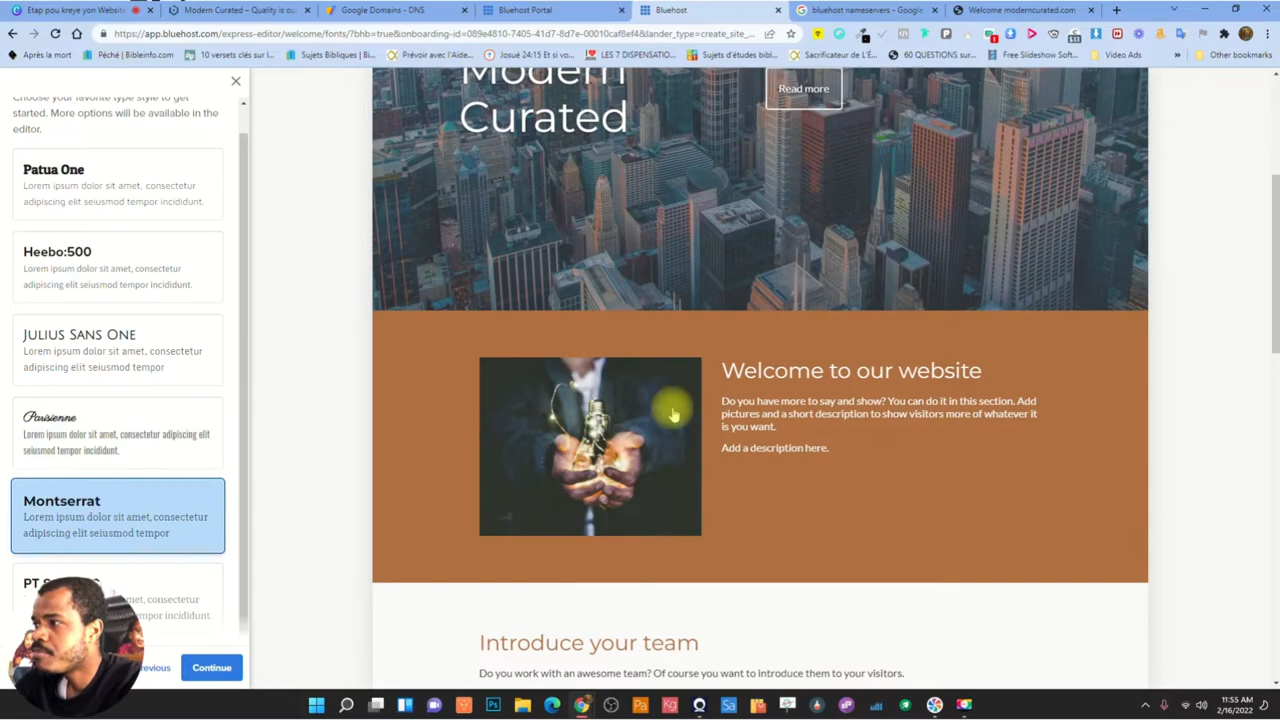 Etap pou kreye yon Website
Modern Curated – Quality is ou
Google Domains - DNS
Bluehost Portal
Bluehost
bluehost nameservers - Google
Welcome moderncurated.com
https://app.bluehost.com/express-editor/welcome/fonts/?bhb=true&onboarding-id=089e4810-7405-41d7-8d7e-00010caf8ef4&lander_type=create_site_...
Après la mort
Péché | Bibleinfo.com
10 versets clés sur l...
Sujets Bibliques | Bi...
Prévoir avec l'Aide...
Josué 24:15 Et si vo...
LES 7 DISPENSATIO...
Sujets d'études bibl...
Sacrificateur de L'É...
60 QUESTIONS sur...
Free Slideshow Soft...
Video Ads
Other bookmarks
Choose your favorite type style to get
started. More options will be available in the
editor.
Patua One
Lorem ipsum dolor sit amet, consectetur
adipiscing elit seiusmod tempor incididunt.
Heebo:500
Lorem ipsum dolor sit amet, consectetur
adipiscing elit seiusmod tempor incididunt.
Julius Sans One
Lorem ipsum dolor sit amet, consectetur
adipiscing elit seiusmod tempor
Parisienne
Lorem ipsum dolor sit amet, consectetur adipiscing elit
seiusmod tempor incididunt.
Montserrat
Lorem ipsum dolor sit amet, consectetur
adipiscing elit seiusmod tempor
PT S
met, consectetur
mpor incididunt.
revious
Continue
Modern
Curated
Read more
Welcome to our website
Do you have more to say and show? You can do it in this section. Add
pictures and a short description to show visitors more of whatever it
is you want.
Add a description here.
Introduce your team
Do you work with an awesome team? Of course you want to introduce them to your visitors.
11:55 AM
2/16/2022